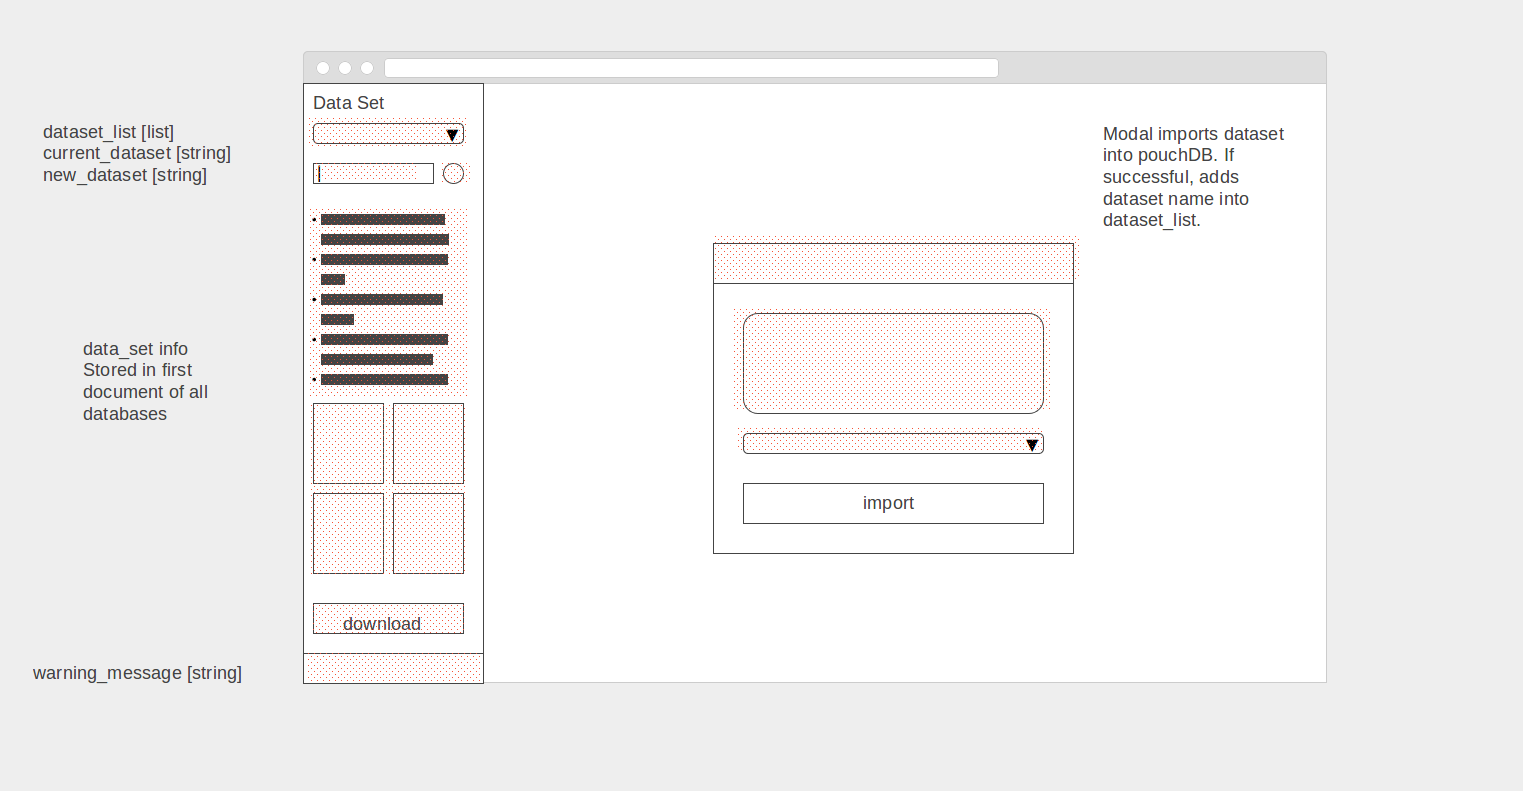 Data Set
dataset_list [list]
current_dataset [string]
new_dataset [string]
Modal imports dataset
into pouchDB. If
successful, adds
dataset name into
dataset_list.
data_set info
Stored in first
document of all
databases
import
download
warning_message [string]